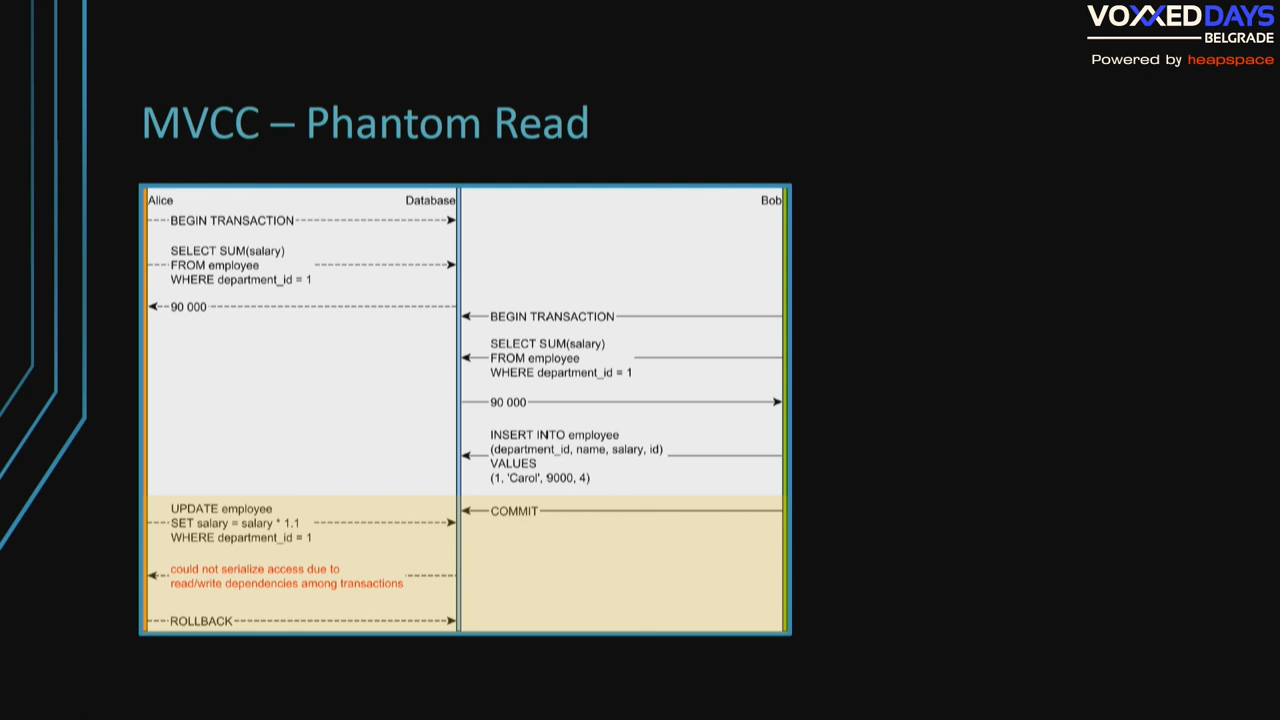 VOXXEDDAYS
BELGRADE
Powered by heapspace
MVCC – Phantom Read
Alice
Database
Bob
BEGIN TRANSACTION
SELECT SUM(salary)
FROM employee
WHERE department_id = 1
90 000
BEGIN TRANSACTION
SELECT SUM(salary)
FROM employee
WHERE department_id = 1
90 000
INSERT INTO employee
(department_id, name, salary, id)
VALUES
(1, 'Carol', 9000, 4)
UPDATE employee
SET salary = salary * 1.1
WHERE department_id = 1
COMMIT
could not serialize access due to
read/write dependencies among transactions
ROLLBACK